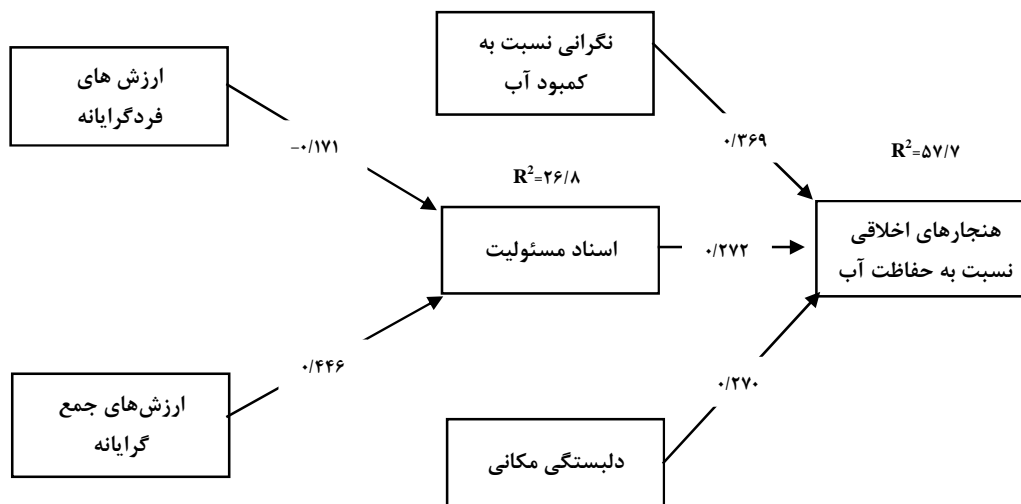 نگرانی نسبت به
کمبود آب
ارزش های
فردگرایانه
-۰/۱۷۱
۰/۳۶۹
R²=۵۷/۷
R²=۲۶/۸
اسناد مسئولیت
۰/۲۷۲
هنجارهای اخلاقی
نسبت به حفاظت آب
۰/۴۴۶
۰/۲۷۰
ارزش‌های جمع
گرایانه
دلبستگی مکانی